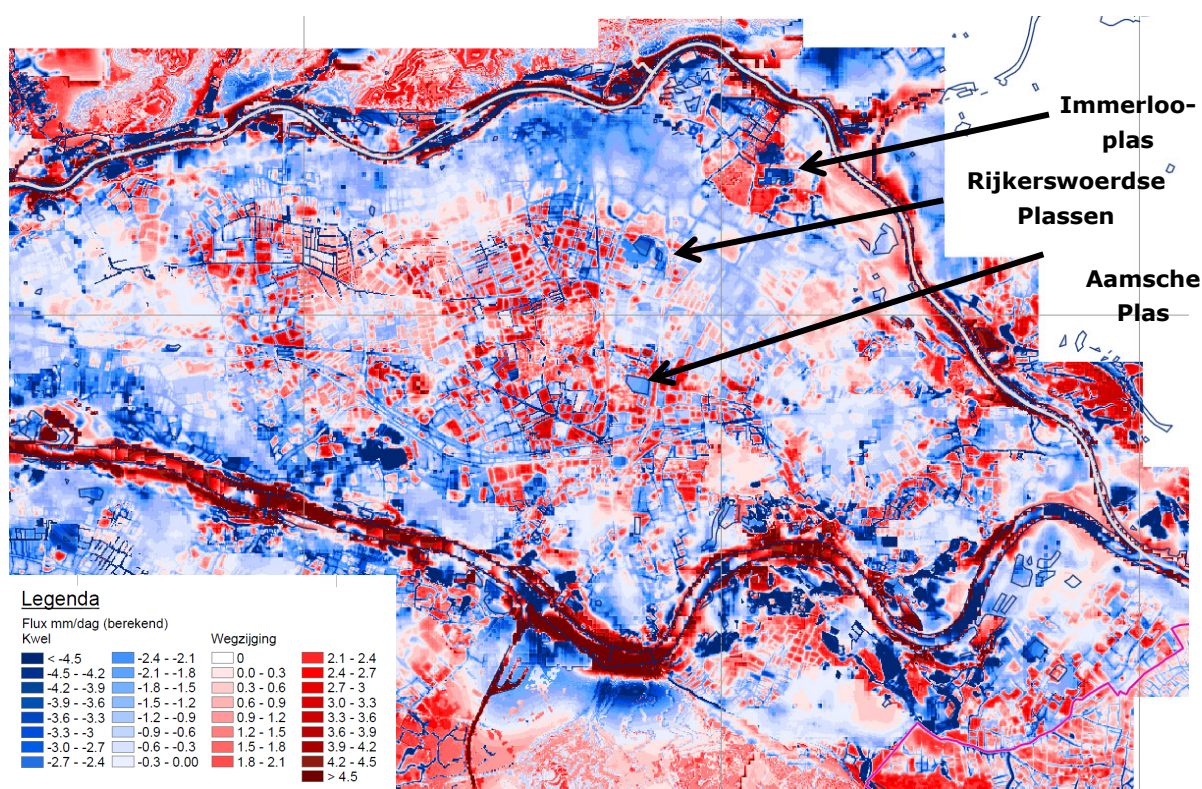 Immerloo-
plas
Rijkerswoerdse
Plassen
Aamsche
Plas
Legenda
Flux mm/dag (berekend)
Kwel
< -4.5
-4.5 - -4.2
-4.2 - -3.9
-3.9 - -3.6
-3.6 - -3.3
-3.3 - -3
-3.0 - -2.7
-2.7 - -2.4
-2.4 - -2.1
-2.1 - -1.8
-1.8 - -1.5
-1.5 - -1.2
-1.2 - -0.9
-0.9 - -0.6
-0.6 - -0.3
-0.3 - 0.00
Wegzijging
0
0.0 - 0.3
0.3 - 0.6
0.6 - 0.9
0.9 - 1.2
1.2 - 1.5
1.5 - 1.8
1.8 - 2.1
2.1 - 2.4
2.4 - 2.7
2.7 - 3
3.0 - 3.3
3.3 - 3.6
3.6 - 3.9
3.9 - 4.2
4.2 - 4.5
> 4.5